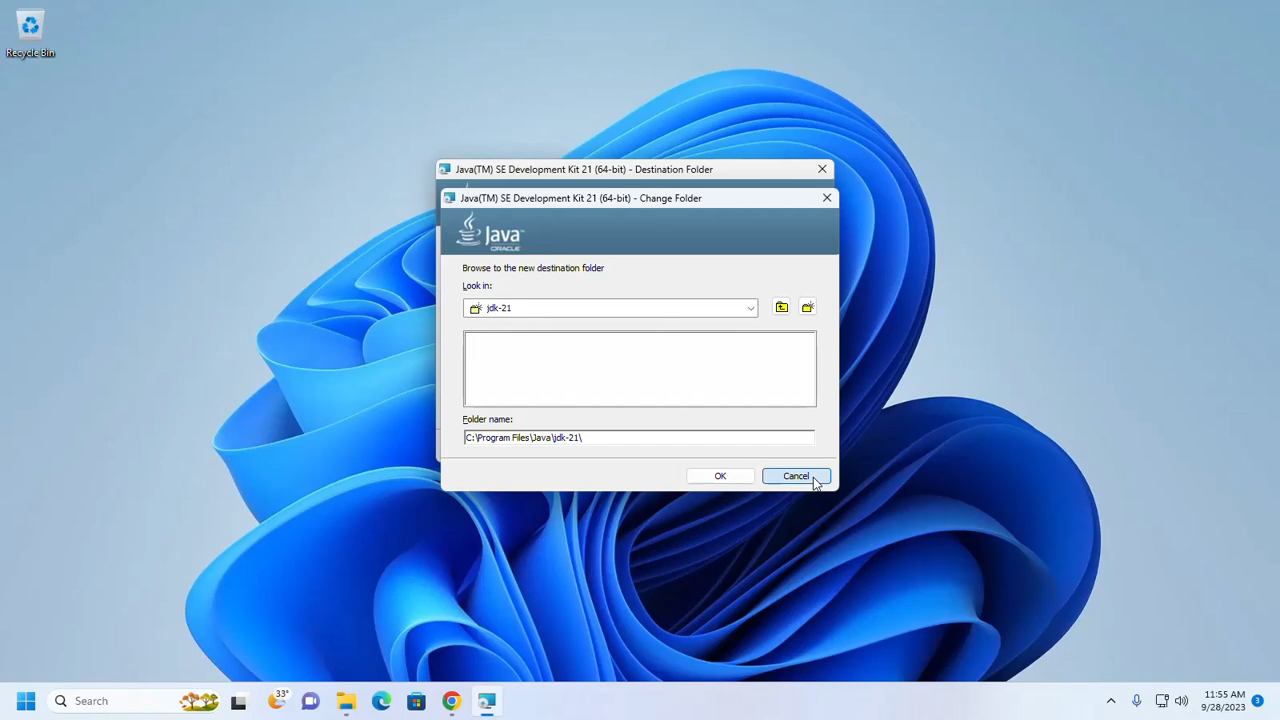 Recycle Bin
Java(TM) SE Development Kit 21 (64-bit) - Destination Folder
Java(TM) SE Development Kit 21 (64-bit) - Change Folder
Java™
ORACLE
Browse to the new destination folder
Look in:
jdk-21
Folder name:
C:\Program Files\Java\jdk-21\
OK
Cancel
Search
33°
11:55 AM
9/28/2023
3